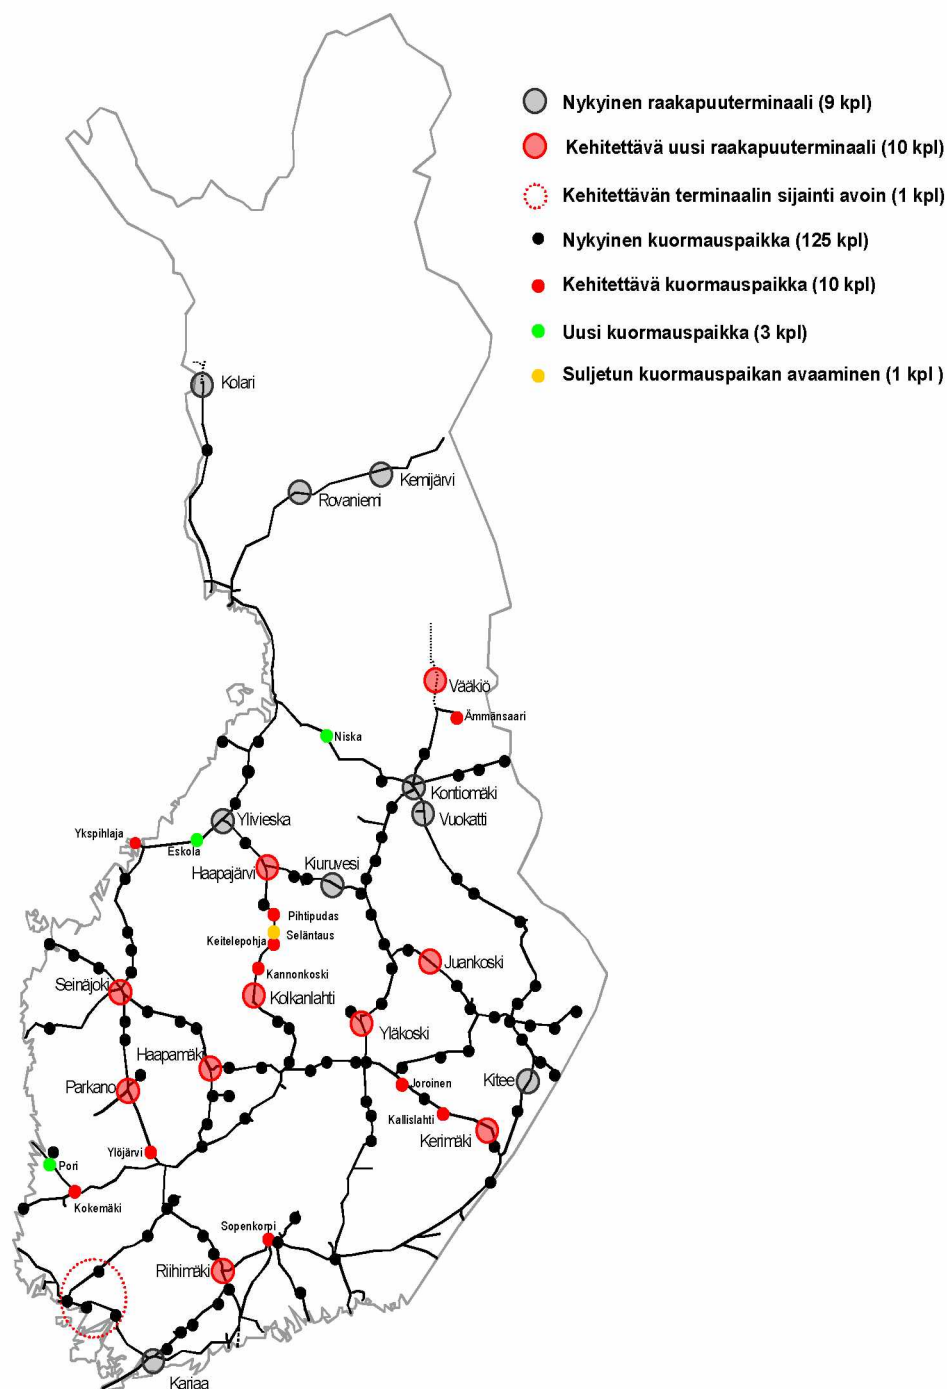 Nykyinen raakapuuterminaali (9 kpl)
Kehitettävä uusi raakapuuterminaali (10 kpl)
Kehitettävän terminaalin sijainti avoin (1 kpl)
Nykyinen kuormauspaikka (125 kpl)
Kehitettävä kuormauspaikka (10 kpl)
Uusi kuormauspaikka (3 kpl)
Suljetun kuormauspaikan avaaminen (1 kpl )
Kolari
Kemijärvi
Rovaniemi
Vääkiö
Ämmänsaari
Niska
Kontiomäki
Vuokatti
Ylivieska
Ykspihlaja
Eskola
Kiuruvesi
Haapajärvi
Pihtipudas
Seläntaus
Keitelepohja
Juankoski
Kannonkoski
Seinäjoki
Kolkanlahti
Yläkoski
Haapamäki
Kitee
Parkano
Joroinen
Kallislahti
Kerimäki
Ylöjärvi
Pori
Kokemäki
Sopenkorpi
Riihimäki
Karjaa